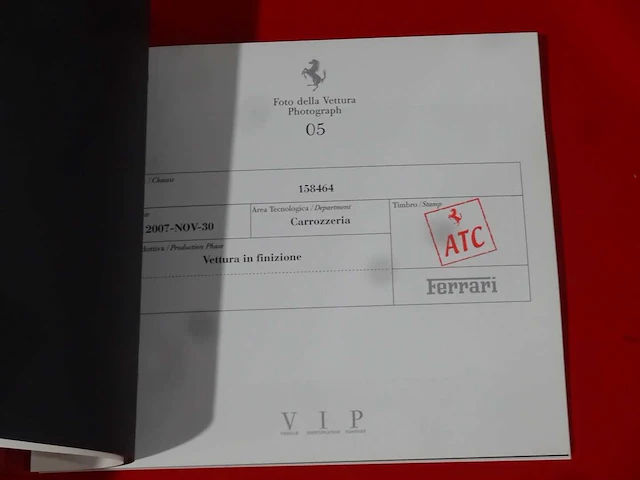 Foto della Vettura
Photograph
05
/ Chassis
158464
2007-NOV-30
Area Tecnologica / Department
Carrozzeria
Timbro / Stamp
ATC
/ Production Phase
Vettura in finizione
Ferrari
V I P